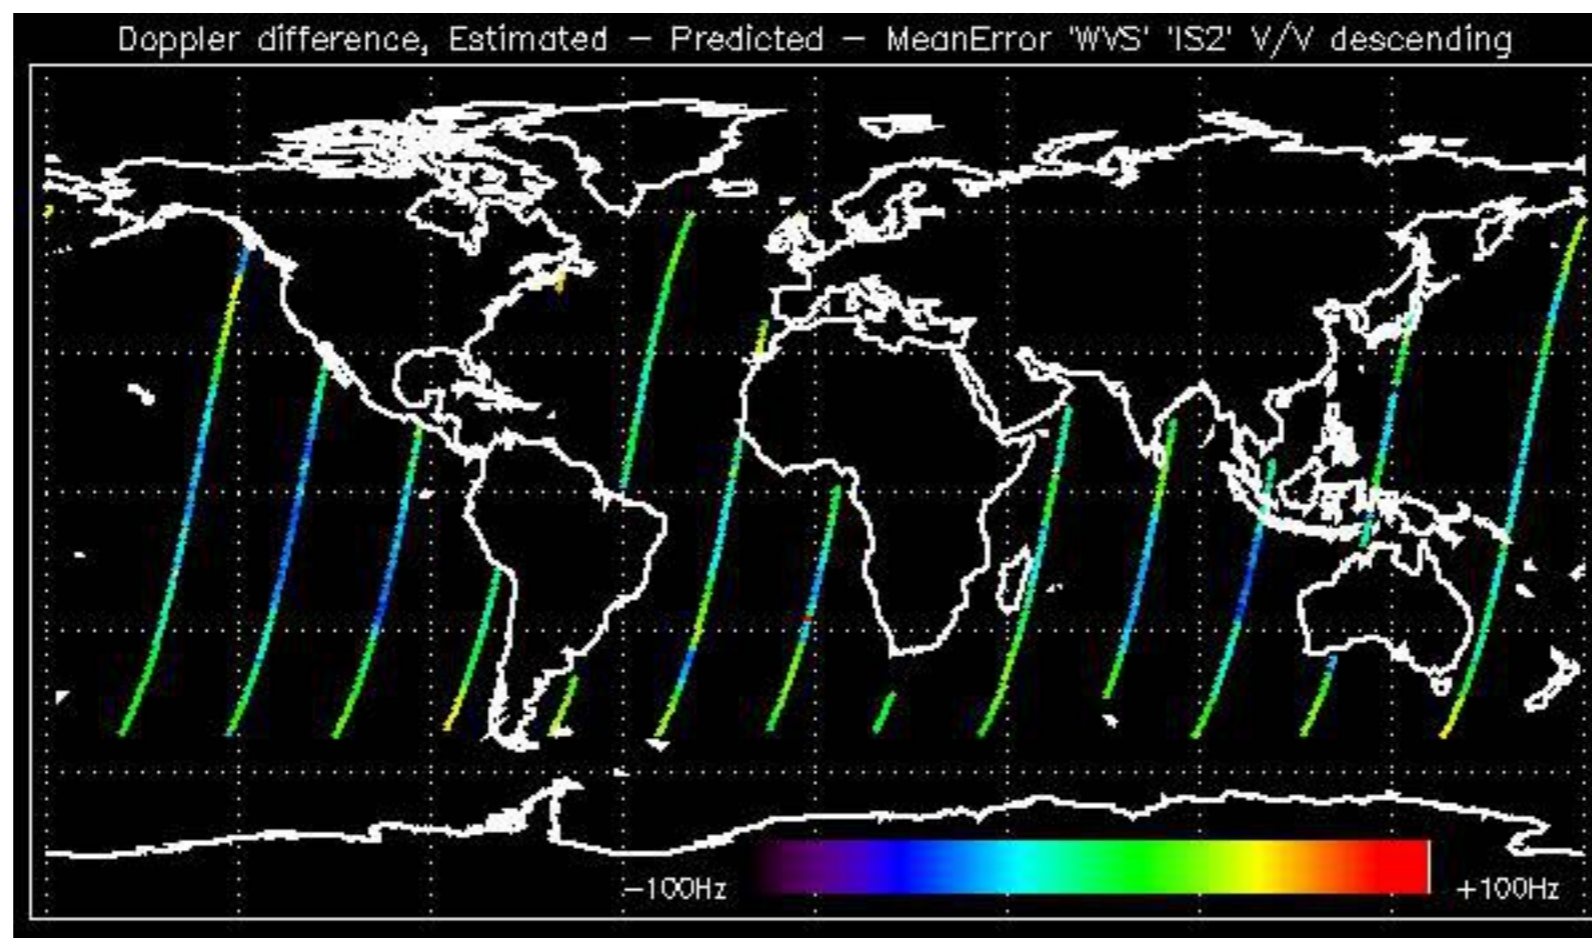 Doppler difference, Estimated – Predicted – MeanError 'WVS' 'IS2' V/V descending
-100Hz +100Hz